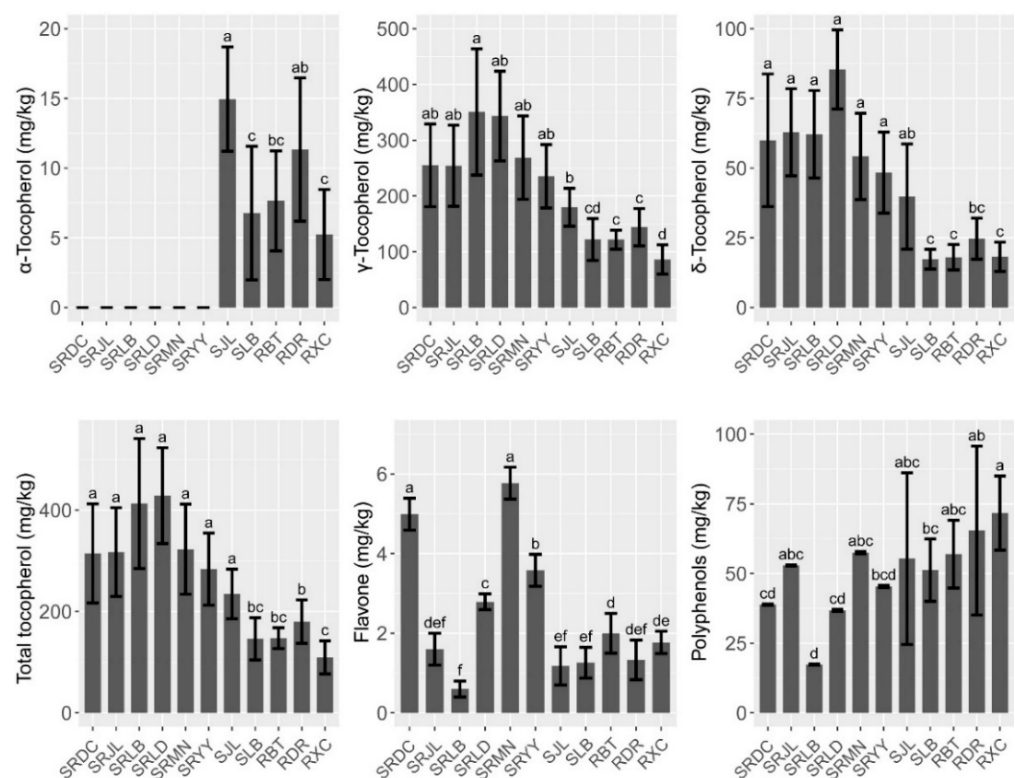 α-Tocopherol (mg/kg)
20
15
10
5
0
a
c
bc
ab
c
SRDC SRJL SRLB SRLD SRMN SRYY SJL SLB RBT RDR RXC
γ-Tocopherol (mg/kg)
500
400
300
200
100
0
ab ab a ab ab ab b cd c c d
SRDC SRJL SRLB SRLD SRMN SRYY SJL SLB RBT RDR RXC
δ-Tocopherol (mg/kg)
100
75
50
25
0
a a a a a a ab c c bc c
SRDC SRJL SRLB SRLD SRMN SRYY SJL SLB RBT RDR RXC
Total tocopherol (mg/kg)
400
200
0
a a a a a a a bc bc b c
SRDC SRJL SRLB SRLD SRMN SRYY SJL SLB RBT RDR RXC
Flavone (mg/kg)
6
4
2
0
a def f c a b ef ef d def de
SRDC SRJL SRLB SRLD SRMN SRYY SJL SLB RBT RDR RXC
Polyphenols (mg/kg)
100
75
50
25
0
cd abc d cd abc bcd abc bc abc ab a
SRDC SRJL SRLB SRLD SRMN SRYY SJL SLB RBT RDR RXC